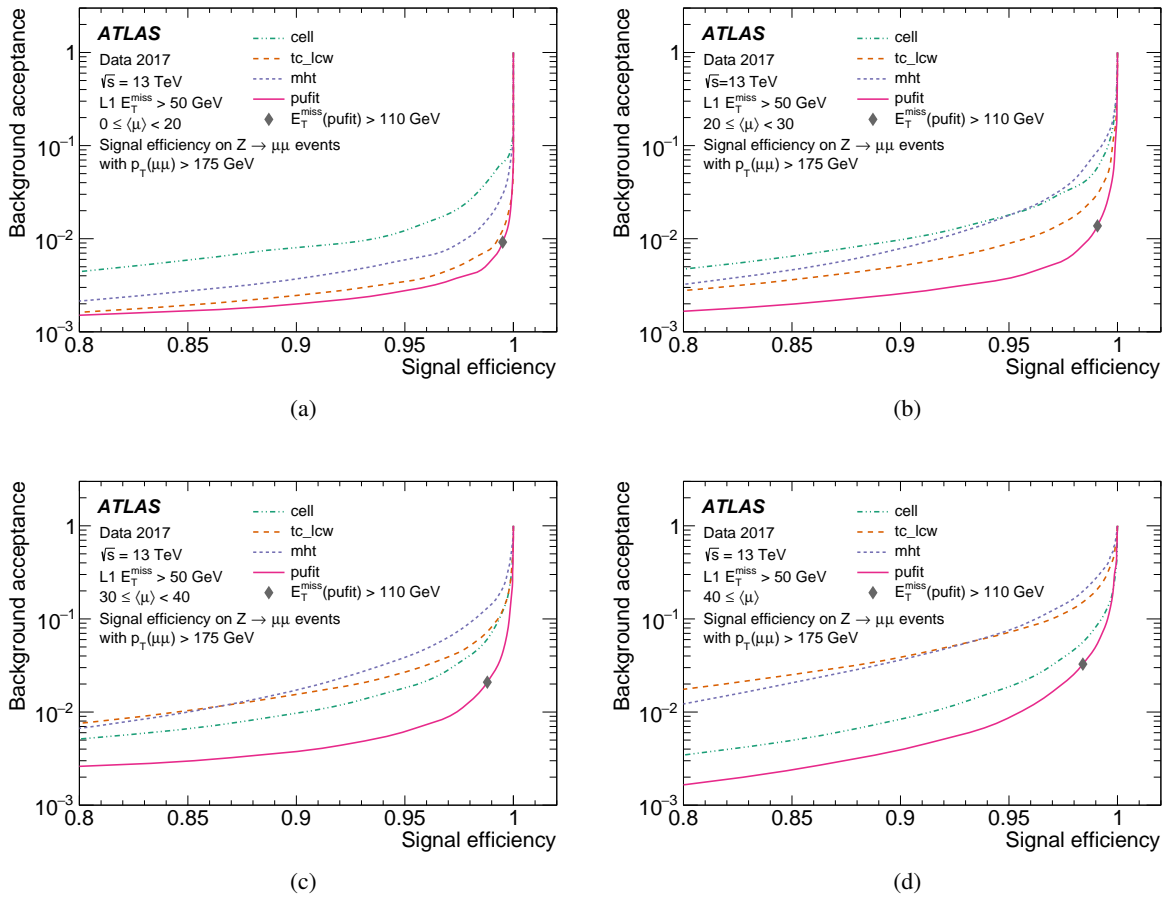 Background acceptance
1
10⁻¹
10⁻²
10⁻³
ATLAS
Data 2017
√s = 13 TeV
L1 E_T^miss > 50 GeV
0 ≤ ⟨μ⟩ < 20
Signal efficiency on Z → μμ events
with p_T(μμ) > 175 GeV
cell
tc_lcw
mht
pufit
E_T^miss(pufit) > 110 GeV
0.8 0.85 0.9 0.95 1
Signal efficiency
(a)
Background acceptance
1
10⁻¹
10⁻²
10⁻³
ATLAS
Data 2017
√s=13 TeV
L1 E_T^miss > 50 GeV
20 ≤ ⟨μ⟩ < 30
Signal efficiency on Z → μμ events
with p_T(μμ) > 175 GeV
cell
tc_lcw
mht
pufit
E_T^miss(pufit) > 110 GeV
0.8 0.85 0.9 0.95 1
Signal efficiency
(b)
Background acceptance
1
10⁻¹
10⁻²
10⁻³
ATLAS
Data 2017
√s = 13 TeV
L1 E_T^miss > 50 GeV
30 ≤ ⟨μ⟩ < 40
Signal efficiency on Z → μμ events
with p_T(μμ) > 175 GeV
cell
tc_lcw
mht
pufit
E_T^miss(pufit) > 110 GeV
0.8 0.85 0.9 0.95 1
Signal efficiency
(c)
Background acceptance
1
10⁻¹
10⁻²
10⁻³
ATLAS
Data 2017
√s = 13 TeV
L1 E_T^miss > 50 GeV
40 ≤ ⟨μ⟩
Signal efficiency on Z → μμ events
with p_T(μμ) > 175 GeV
cell
tc_lcw
mht
pufit
E_T^miss(pufit) > 110 GeV
0.8 0.85 0.9 0.95 1
Signal efficiency
(d)